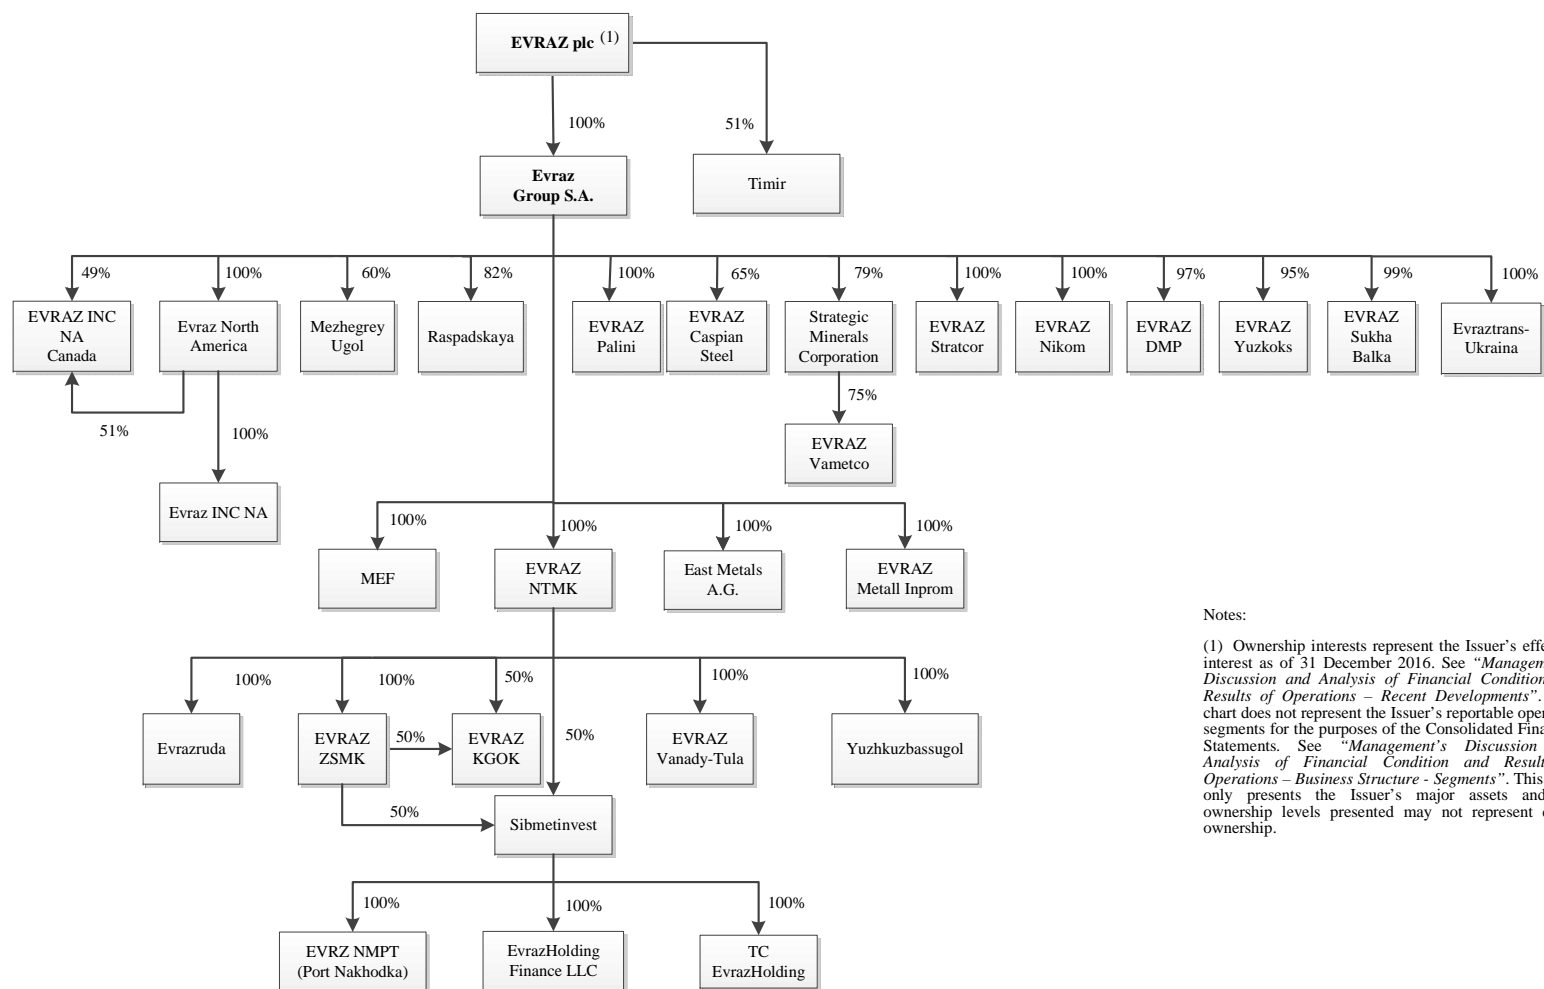 EVRAZ plc (1)
100%
51%
Evraz
Group S.A.
Timir
49%
100%
60%
82%
100%
65%
79%
100%
100%
97%
95%
99%
100%
EVRAZ INC
NA
Canada
Evraz North
America
Mezhegrey
Ugol
Raspadskaya
EVRAZ
Palini
EVRAZ
Caspian
Steel
Strategic
Minerals
Corporation
EVRAZ
Stratcor
EVRAZ
Nikom
EVRAZ
DMP
EVRAZ
Yuzkoks
EVRAZ
Sukha
Balka
Evraztrans-
Ukraina
51%
100%
75%
EVRAZ
Vametco
Evraz INC NA
100%
100%
100%
100%
MEF
EVRAZ
NTMK
East Metals
A.G.
EVRAZ
Metall Inprom
100%
100%
50%
100%
100%
Evrazruda
EVRAZ
ZSMK
50%
EVRAZ
KGOK
50%
EVRAZ
Vanady-Tula
Yuzhkuzbassugol
50%
Sibmetinvest
100%
100%
100%
EVRZ NMPT
(Port Nakhodka)
EvrazHolding
Finance LLC
TC
EvrazHolding
Notes:
(1) Ownership interests represent the Issuer's effe
interest as of 31 December 2016. See “Managem
Discussion and Analysis of Financial Condition
Results of Operations – Recent Developments”.
chart does not represent the Issuer's reportable oper
segments for the purposes of the Consolidated Fina
Statements. See “Management's Discussion
Analysis of Financial Condition and Result
Operations – Business Structure - Segments”. This
only presents the Issuer's major assets and
ownership levels presented may not represent
ownership.